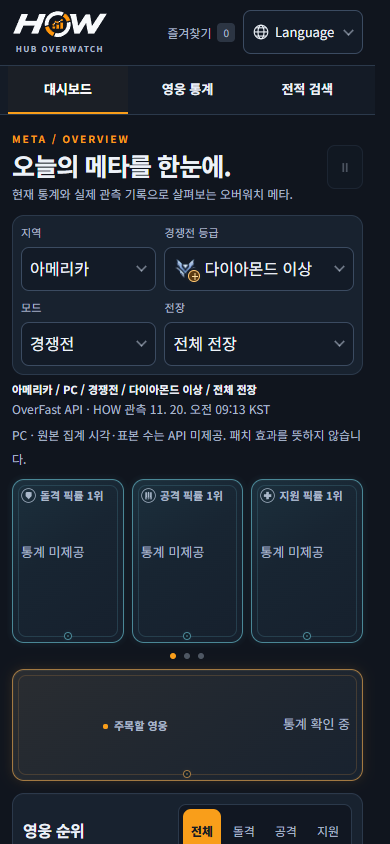 HOW
HUB OVERWATCH
즐겨찾기 0
Language
대시보드 영웅 통계 전적 검색
META / OVERVIEW
오늘의 메타를 한눈에.
현재 통계와 실제 관측 기록으로 살펴보는 오버워치 메타.
지역 경쟁전 등급
아메리카 다이아몬드 이상
모드 전장
경쟁전 전체 전장
아메리카 / PC / 경쟁전 / 다이아몬드 이상 / 전체 전장
OverFast API · HOW 관측 11. 20. 오전 09:13 KST
PC · 원본 집계 시각·표본 수는 API 미제공. 패치 효과를 뜻하지 않습니
다.
돌격 픽률 1위 공격 픽률 1위 지원 픽률 1위
통계 미제공 통계 미제공 통계 미제공
주목할 영웅 통계 확인 중
영웅 순위 전체 돌격 공격 지원